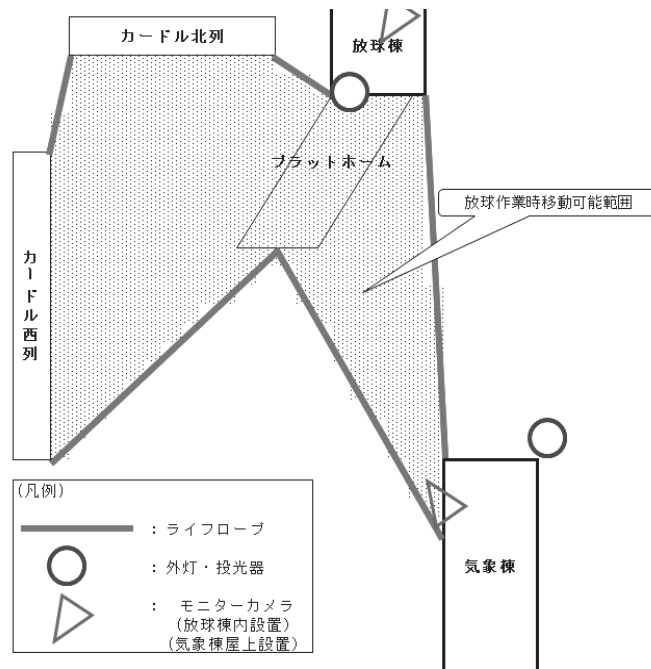 カードル北列
放球棟
プラットホーム
放球作業時移動可能範囲
カードル西列
(凡例)
：ライフロープ
：外灯・投光器
：モニターカメラ
(放球棟内設置)
(気象棟屋上設置)
気象棟